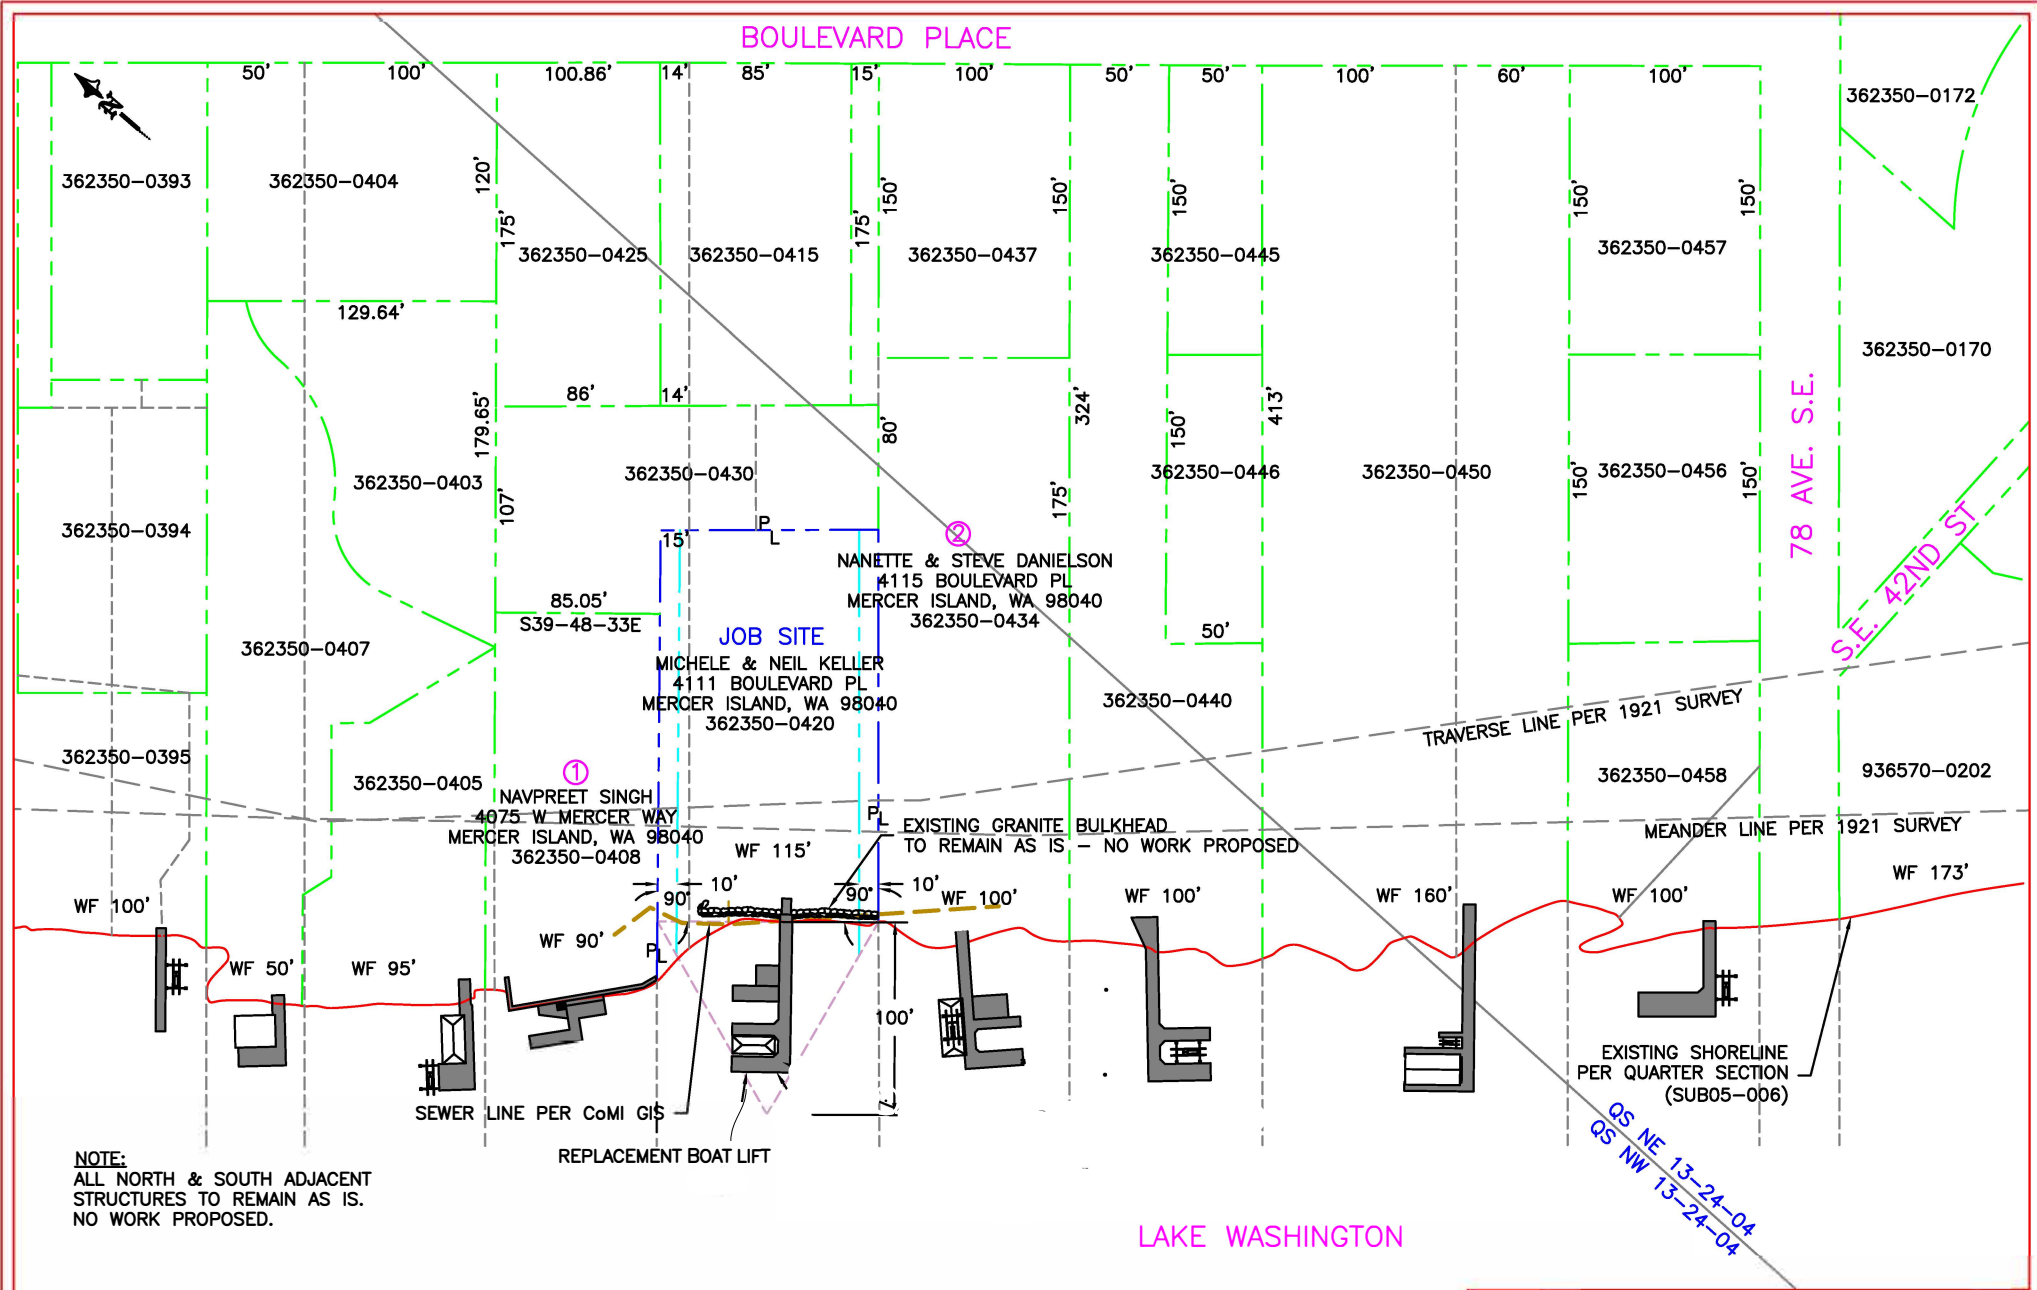 BOULEVARD PLACE
50'
100'
100.86'
14'
85'
15'
100'
50'
50'
100'
60'
100'
N
362350-0172
362350-0393
362350-0404
120'
175'
362350-0425
362350-0415
175'
150'
362350-0437
150'
150'
362350-0445
150'
362350-0457
150'
129.64'
362350-0170
86'
14'
179.65'
80'
324'
150'
413'
362350-0403
107'
362350-0430
175'
362350-0446
362350-0450
150'
362350-0456
150'
78 AVE. S.E.
S.E. 42ND ST
362350-0394
15'
P
L
2
NANETTE & STEVE DANIELSON
4115 BOULEVARD PL
MERCER ISLAND, WA 98040
362350-0434
85.05'
S39-48-33E
50'
362350-0407
JOB SITE
MICHELE & NEIL KELLER
4111 BOULEVARD PL
MERCER ISLAND, WA 98040
362350-0420
362350-0440
TRAVERSE LINE PER 1921 SURVEY
362350-0395
362350-0405
1
NAVPREET SINGH
4075 W MERCER WAY
MERCER ISLAND, WA 98040
362350-0408
362350-0458
936570-0202
P
L
EXISTING GRANITE BULKHEAD
TO REMAIN AS IS - NO WORK PROPOSED
MEANDER LINE PER 1921 SURVEY
WF 115'
WF 173'
10'
90°
90°
10'
WF 100'
WF 100'
WF 100'
WF 160'
WF 100'
WF 90'
P
L
WF 50'
WF 95'
100'
EXISTING SHORELINE
PER QUARTER SECTION
(SUB05-006)
SEWER LINE PER CoMI GIS
REPLACEMENT BOAT LIFT
QS NE 13-24-04
QS NW 13-24-04
NOTE:
ALL NORTH & SOUTH ADJACENT
STRUCTURES TO REMAIN AS IS.
NO WORK PROPOSED.
LAKE WASHINGTON